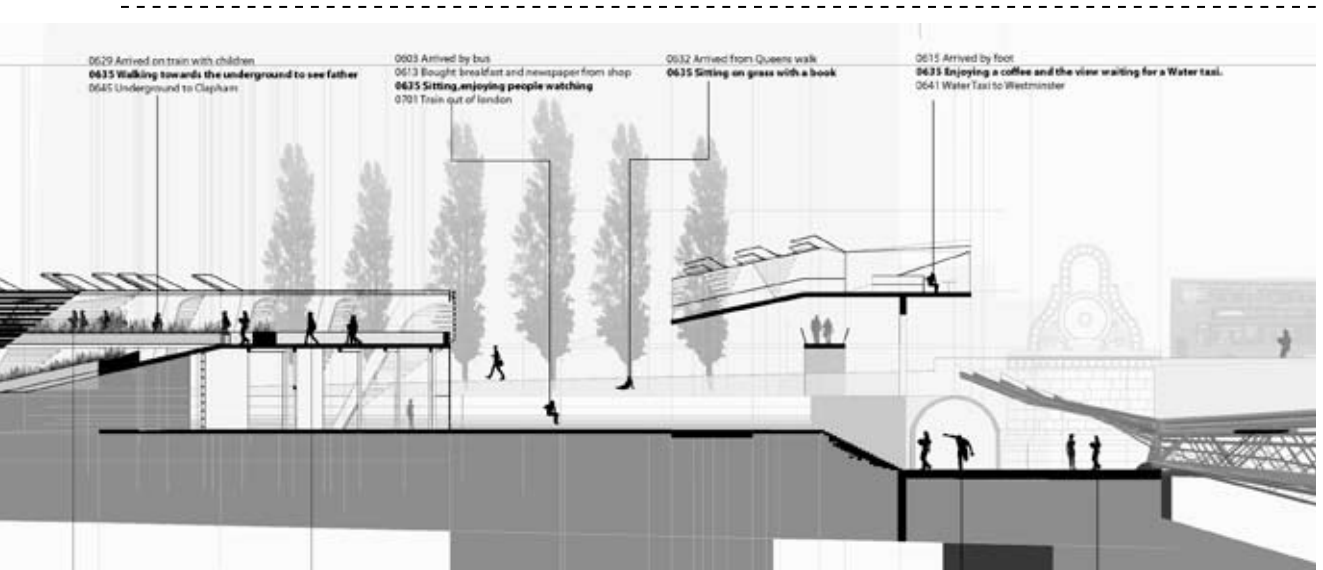 0629 Arrived on train with children
0635 Walking towards the underground to see father
0645 Underground to Clapham
0603 Arrived by bus
0613 Bought breakfast and newspaper from shop
0635 Sitting,enjoying people watching
0701 Train out of london
0632 Arrived from Queens walk
0635 Sitting on grass with a book
0615 Arrived by foot
0635 Enjoying a coffee and the view waiting for a Water taxi.
0641 Water Taxi to Westminster